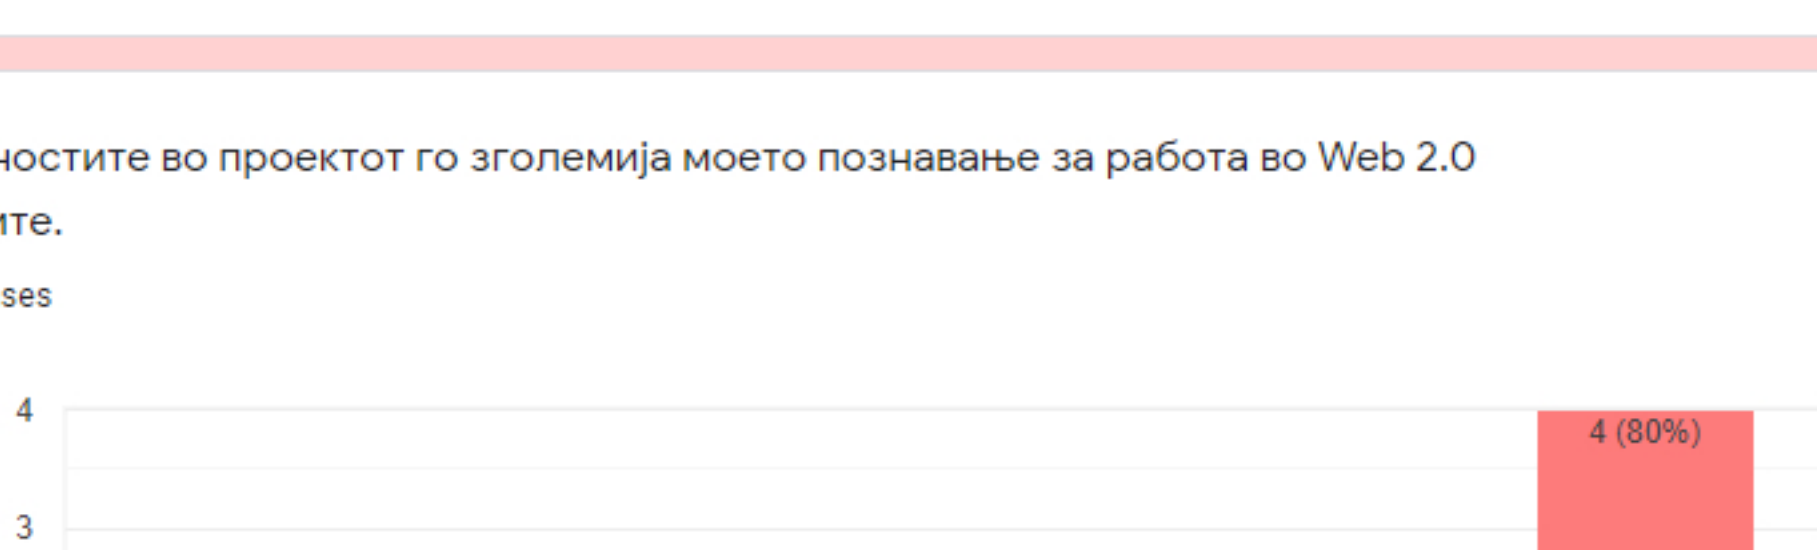 ностите во проектот го зголемија моето познавање за работа во Web 2.0
ите.
ses
4
4 (80%)
3